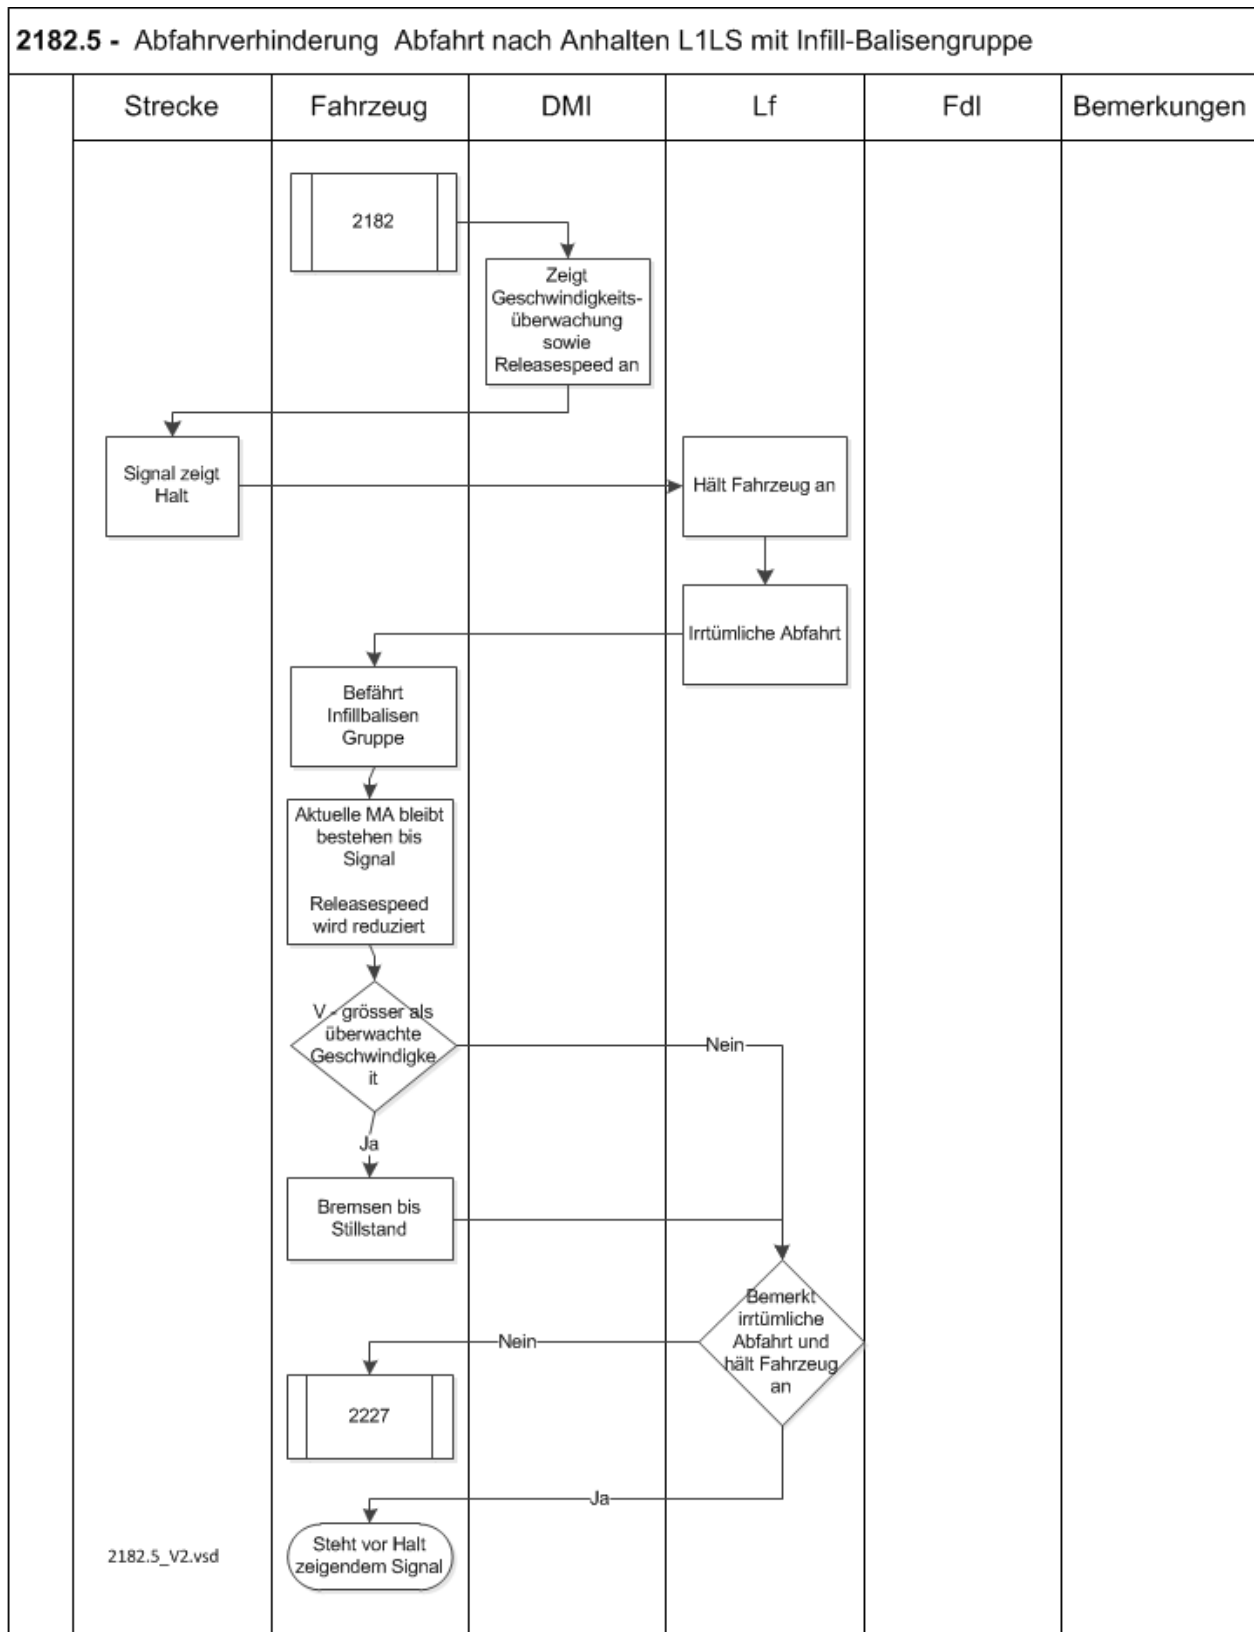 2182.5 - Abfahrverhinderung Abfahrt nach Anhalten L1LS mit Infill-Balisengruppe
Strecke
Fahrzeug
DMI
Lf
Fdl
Bemerkungen
2182
Zeigt
Geschwindigkeits-
überwachung
sowie
Releasespeed an
Signal zeigt
Halt
Hält Fahrzeug an
Irrtümliche Abfahrt
Befährt
Infillbalisen
Gruppe
Aktuelle MA bleibt
bestehen bis
Signal
Releasespeed
wird reduziert
V - grösser als
überwachte
Geschwindigke
it
Nein
Ja
Bremsen bis
Stillstand
Bemerkt
irrtümliche
Abfahrt und
hält Fahrzeug
an
Nein
2227
Ja
Steht vor Halt
zeigendem Signal
2182.5_V2.vsd